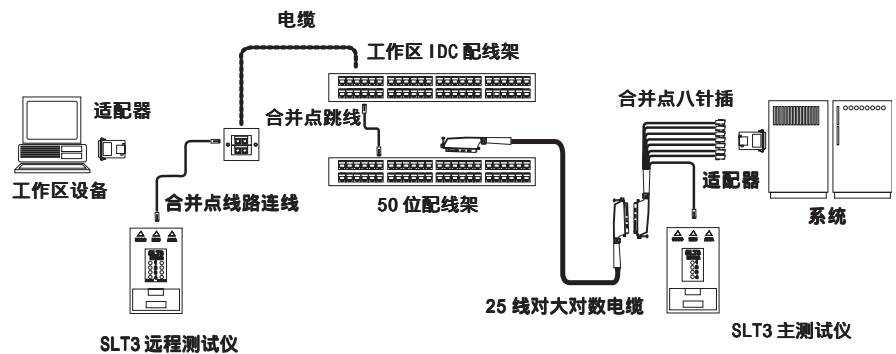 电缆
工作区 IDC 配线架
适配器
合并点跳线
合并点八针插
工作区设备
合并点线路连线
50 位配线架
适配器
系统
SLT3
SLT3
25 线对大对数电缆
SLT3 远程测试仪
SLT3 主测试仪